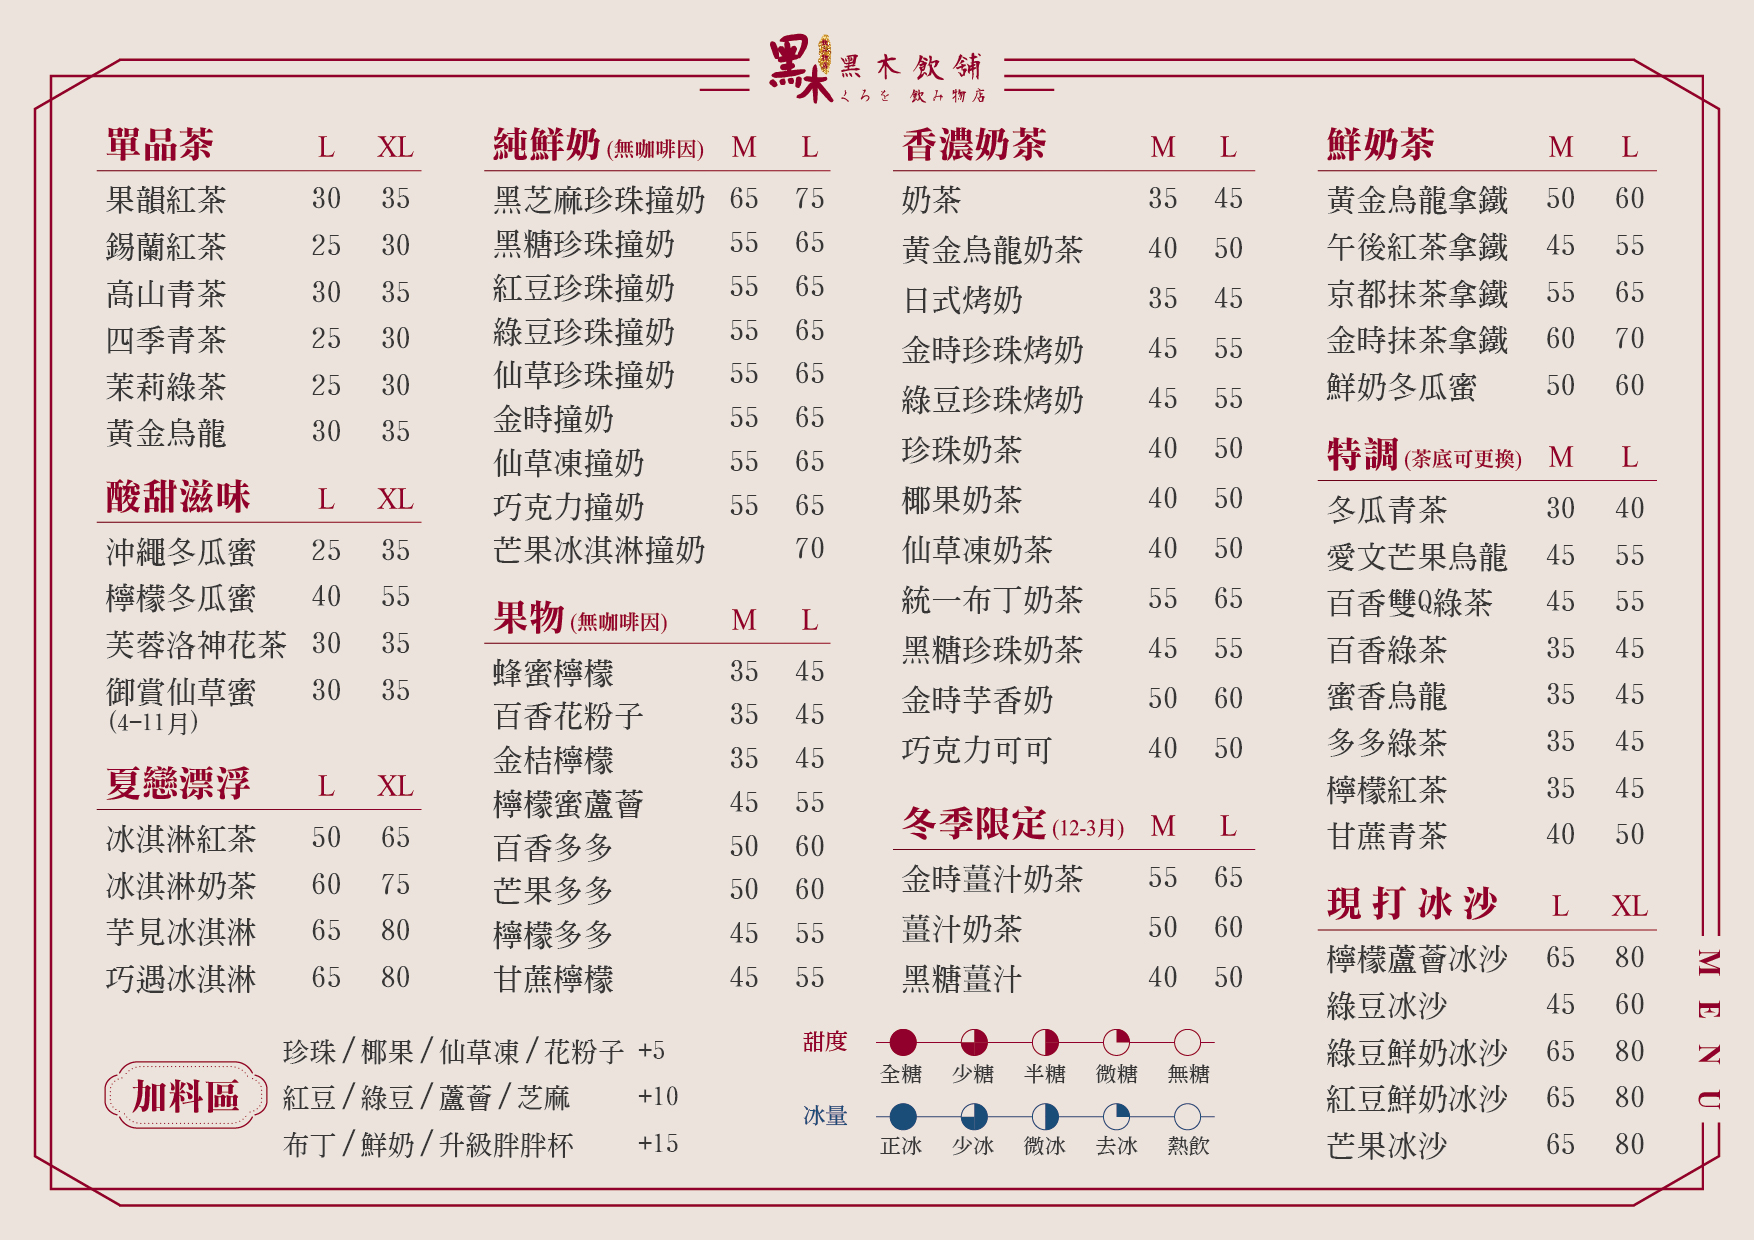 黑木 黑木飲舖
くろを 飲み物店
單品茶 L XL
果韻紅茶 30 35
錫蘭紅茶 25 30
高山青茶 30 35
四季青茶 25 30
茉莉綠茶 25 30
黃金烏龍 30 35
酸甜滋味 L XL
沖繩冬瓜蜜 25 35
檸檬冬瓜蜜 40 55
芙蓉洛神花茶 30 35
御賞仙草蜜 30 35
(4-11月)
夏戀漂浮 L XL
冰淇淋紅茶 50 65
冰淇淋奶茶 60 75
芋見冰淇淋 65 80
巧遇冰淇淋 65 80
純鮮奶 (無咖啡因) M L
黑芝麻珍珠撞奶 65 75
黑糖珍珠撞奶 55 65
紅豆珍珠撞奶 55 65
綠豆珍珠撞奶 55 65
仙草珍珠撞奶 55 65
金時撞奶 55 65
仙草凍撞奶 55 65
巧克力撞奶 55 65
芒果冰淇淋撞奶 70
果物 (無咖啡因) M L
蜂蜜檸檬 35 45
百香花粉子 35 45
金桔檸檬 35 45
檸檬蜜蘆薈 45 55
百香多多 50 60
芒果多多 50 60
檸檬多多 45 55
甘蔗檸檬 45 55
香濃奶茶 M L
奶茶 35 45
黃金烏龍奶茶 40 50
日式烤奶 35 45
金時珍珠烤奶 45 55
綠豆珍珠烤奶 45 55
珍珠奶茶 40 50
椰果奶茶 40 50
仙草凍奶茶 40 50
統一布丁奶茶 55 65
黑糖珍珠奶茶 45 55
金時芋香奶 50 60
巧克力可可 40 50
冬季限定 (12-3月) M L
金時薑汁奶茶 55 65
薑汁奶茶 50 60
黑糖薑汁 40 50
鮮奶茶 M L
黃金烏龍拿鐵 50 60
午後紅茶拿鐵 45 55
京都抹茶拿鐵 55 65
金時抹茶拿鐵 60 70
鮮奶冬瓜蜜 50 60
特調 (茶底可更換) M L
冬瓜青茶 30 40
愛文芒果烏龍 45 55
百香雙Q綠茶 45 55
百香綠茶 35 45
蜜香烏龍 35 45
多多綠茶 35 45
檸檬紅茶 35 45
甘蔗青茶 40 50
現打冰沙 L XL
檸檬蘆薈冰沙 65 80
綠豆冰沙 45 60
綠豆鮮奶冰沙 65 80
紅豆鮮奶冰沙 65 80
芒果冰沙 65 80
MENU
加料區
珍珠/椰果/仙草凍/花粉子 +5
紅豆/綠豆/蘆薈/芝麻 +10
布丁/鮮奶/升級胖胖杯 +15
甜度
全糖 少糖 半糖 微糖 無糖
冰量
正冰 少冰 微冰 去冰 熱飲